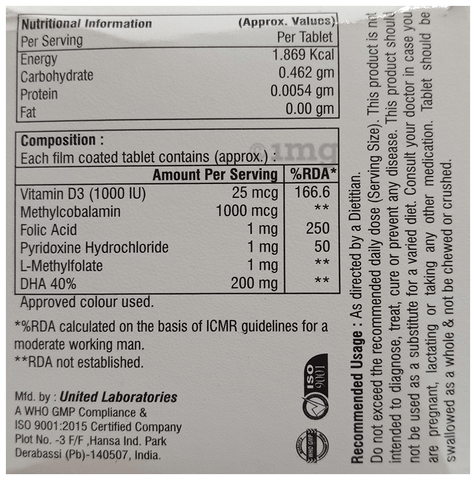 Nutritional Information (Approx. Values)
Per Serving Per Tablet
Energy 1.869 Kcal
Carbohydrate 0.462 gm
Protein 0.0054 gm
Fat 0.00 gm
Composition :
Each film coated tablet contains (approx.) :
1mg
Amount Per Serving %RDA*
Vitamin D3 (1000 IU) 25 mcg 166.6
Methylcobalamin 1000 mcg **
Folic Acid 1 mg 250
Pyridoxine Hydrochloride 1 mg 50
L-Methylfolate 1 mg **
DHA 40% 200 mg **
Approved colour used.
*%RDA calculated on the basis of ICMR guidelines for a
moderate working man.
**RDA not established.
Mfd. by : United Laboratories
A WHO GMP Compliance &
ISO 9001:2015 Certified Company
Plot No. -3 F/F ,Hansa Ind. Park
Derabassi (Pb)-140507, India.
ISO
9001
Recommended Usage : As directed by a Dietitian.
Do not exceed the recommended daily dose (Serving Size). This product is not
intended to diagnose, treat, cure or prevent any disease. This product should
not be used as a substitute for a varied diet. Consult your doctor in case you
are pregnant, lactating or taking any other medication. Tablet should be
swallowed as a whole & not be chewed or crushed.